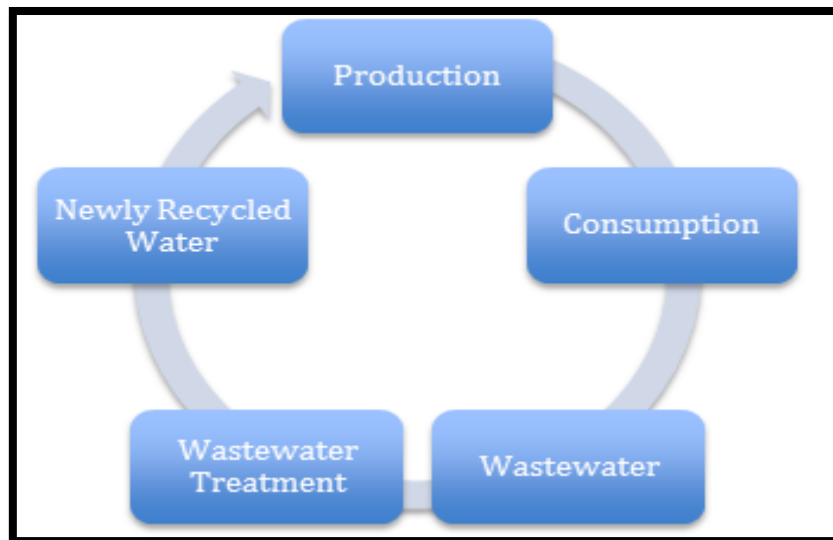 Production
Consumption
Wastewater
Wastewater
Treatment
Newly Recycled
Water